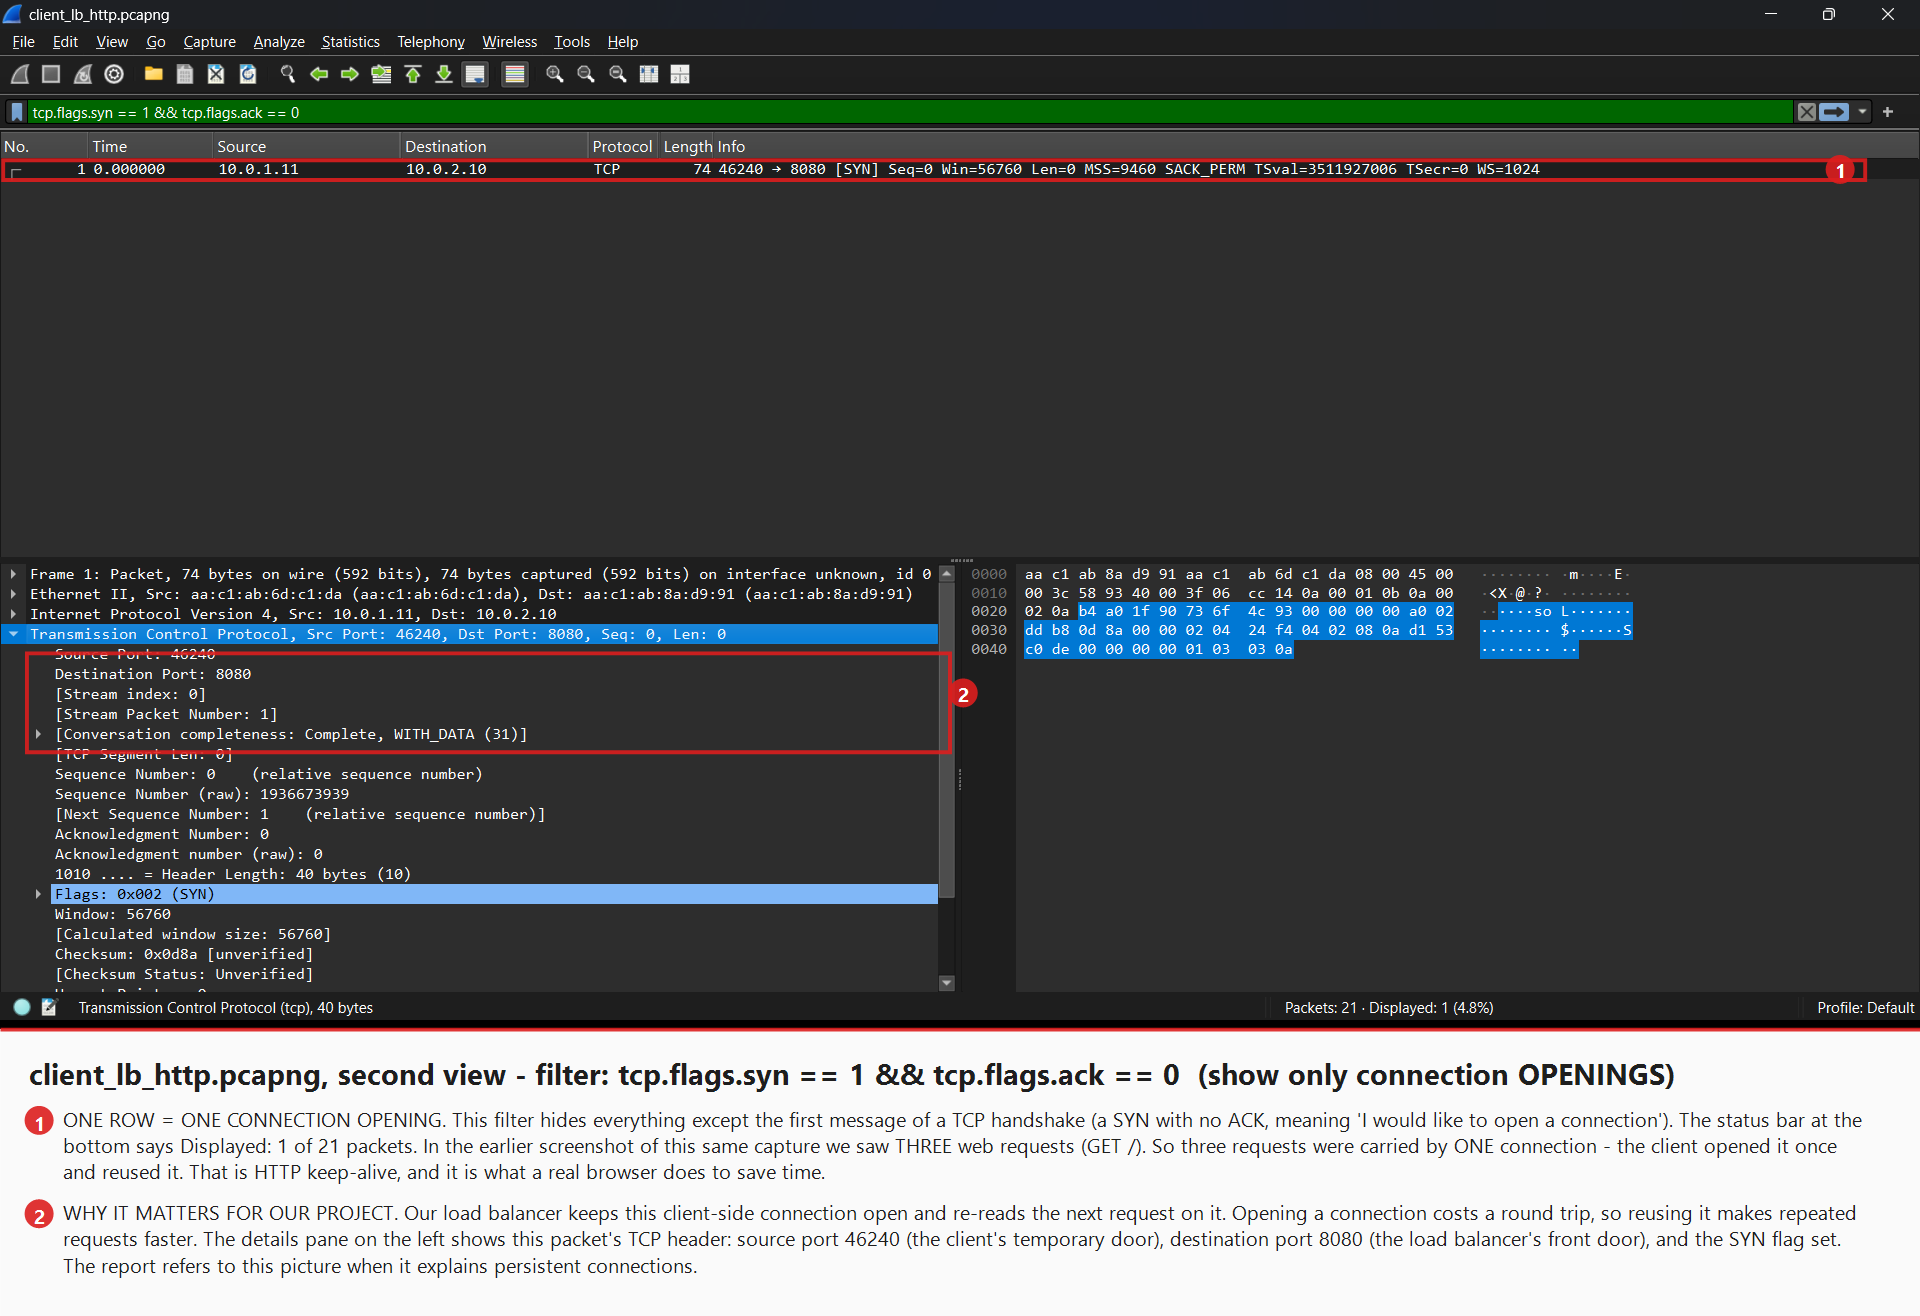 client_lb_http.pcapng
File Edit View Go Capture Analyze Statistics Telephony Wireless Tools Help
tcp.flags.syn == 1 && tcp.flags.ack == 0
No. Time Source Destination Protocol Length Info
1 0.000000 10.0.1.11 10.0.2.10 TCP 74 46240 → 8080 [SYN] Seq=0 Win=56760 Len=0 MSS=9460 SACK_PERM TSval=3511927006 TSecr=0 WS=1024
1
Frame 1: Packet, 74 bytes on wire (592 bits), 74 bytes captured (592 bits) on interface unknown, id 0
Ethernet II, Src: aa:c1:ab:6d:c1:da (aa:c1:ab:6d:c1:da), Dst: aa:c1:ab:8a:d9:91 (aa:c1:ab:8a:d9:91)
Internet Protocol Version 4, Src: 10.0.1.11, Dst: 10.0.2.10
Transmission Control Protocol, Src Port: 46240, Dst Port: 8080, Seq: 0, Len: 0
Source Port: 46240
Destination Port: 8080
[Stream index: 0]
[Stream Packet Number: 1]
[Conversation completeness: Complete, WITH_DATA (31)]
[TCP Segment Len: 0]
Sequence Number: 0 (relative sequence number)
Sequence Number (raw): 1936673939
[Next Sequence Number: 1 (relative sequence number)]
Acknowledgment Number: 0
Acknowledgment number (raw): 0
1010 .... = Header Length: 40 bytes (10)
Flags: 0x002 (SYN)
Window: 56760
[Calculated window size: 56760]
Checksum: 0x0d8a [unverified]
[Checksum Status: Unverified]
2
0000 aa c1 ab 8a d9 91 aa c1 ab 6d c1 da 08 00 45 00 ········ ·m····E·
0010 00 3c 58 93 40 00 3f 06 cc 14 0a 00 01 0b 0a 00 ·<X·@·?· ········
0020 02 0a b4 a0 1f 90 73 6f 4c 93 00 00 00 00 a0 02 ······so L·······
0030 dd b8 0d 8a 00 00 02 04 24 f4 04 02 08 0a d1 53 ········ $······S
0040 c0 de 00 00 00 00 01 03 03 0a ········ ··
Transmission Control Protocol (tcp), 40 bytes Packets: 21 · Displayed: 1 (4.8%) Profile: Default
client_lb_http.pcapng, second view - filter: tcp.flags.syn == 1 && tcp.flags.ack == 0 (show only connection OPENINGS)
1 ONE ROW = ONE CONNECTION OPENING. This filter hides everything except the first message of a TCP handshake (a SYN with no ACK, meaning 'I would like to open a connection'). The status bar at the
bottom says Displayed: 1 of 21 packets. In the earlier screenshot of this same capture we saw THREE web requests (GET /). So three requests were carried by ONE connection - the client opened it once
and reused it. That is HTTP keep-alive, and it is what a real browser does to save time.
2 WHY IT MATTERS FOR OUR PROJECT. Our load balancer keeps this client-side connection open and re-reads the next request on it. Opening a connection costs a round trip, so reusing it makes repeated
requests faster. The details pane on the left shows this packet's TCP header: source port 46240 (the client's temporary door), destination port 8080 (the load balancer's front door), and the SYN flag set.
The report refers to this picture when it explains persistent connections.